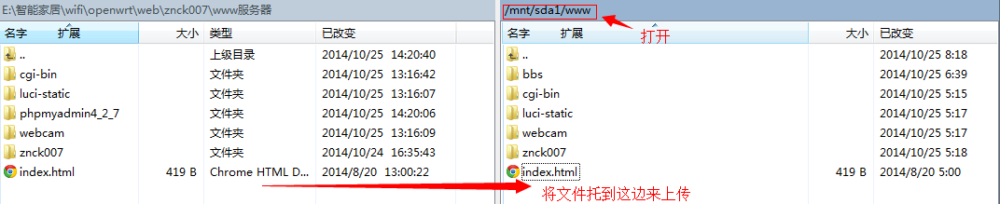 E:\智能家居\wifi\openwrt\web\znck007\www服务器
/mnt/sda1/www
打开
名字 扩展 大小 类型 已改变
.. 上级目录 2014/10/25 14:20:40
cgi-bin 文件夹 2014/10/25 13:16:42
luci-static 文件夹 2014/10/25 13:16:07
phpmyadmin4_2_7 文件夹 2014/10/25 14:20:06
webcam 文件夹 2014/10/25 13:16:09
znck007 文件夹 2014/10/24 16:35:43
index.html 419 B Chrome HTML D... 2014/8/20 13:00:22
名字 扩展 大小 已改变
.. 2014/10/25 8:18
bbs 2014/10/25 6:39
cgi-bin 2014/10/25 5:15
luci-static 2014/10/25 5:17
webcam 2014/10/25 5:17
znck007 2014/10/25 5:18
index.html 419 B 2014/8/20 5:00
将文件托到这边来上传